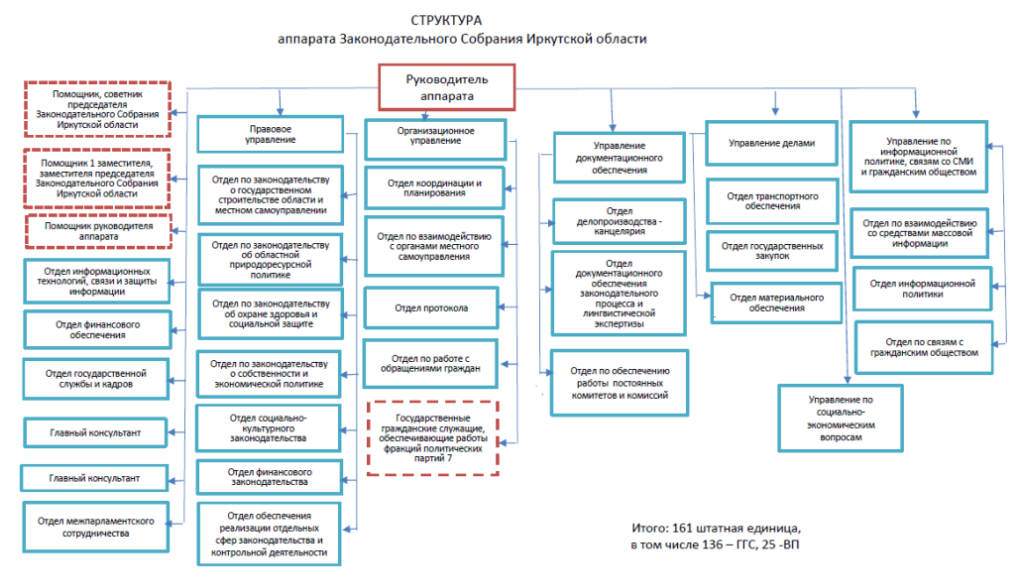 СТРУКТУРА
аппарата Законодательного Собрания Иркутской области
Руководитель
аппарата
Помощник, советник
председателя
Законодательного Собрания
Иркутской области
Помощник 1 заместителя,
заместителя председателя
Законодательного Собрания
Иркутской области
Помощник руководителя
аппарата
Отдел информационных
технологий, связи и защиты
информации
Отдел финансового
обеспечения
Отдел государственной
службы и кадров
Главный консультант
Главный консультант
Отдел межпарламентского
сотрудничества
Правовое
управление
Отдел по законодательству
о государственном
строительстве области и
местном самоуправлении
Отдел по законодательству
об областной
природоресурсной
политике
Отдел по законодательству
об охране здоровья и
социальной защите
Отдел по законодательству
о собственности и
экономической политике
Отдел социально-
культурного
законодательства
Отдел финансового
законодательства
Отдел обеспечения
реализации отдельных
сфер законодательства и
контрольной деятельности
Организационное
управление
Отдел координации и
планирования
Отдел по взаимодействию
с органами местного
самоуправления
Отдел протокола
Отдел по работе с
обращениями граждан
Государственные
гражданские служащие,
обеспечивающие работы
фракций политических
партий 7
Управление
документационного
обеспечения
Отдел
делопроизводства -
канцелярия
Отдел
документационного
обеспечения
законодательного
процесса и
лингвистической
экспертизы
Отдел по обеспечению
работы постоянных
комитетов и комиссий
Управление делами
Отдел транспортного
обеспечения
Отдел государственных
закупок
Отдел материального
обеспечения
Управление по
социально-
экономическим
вопросам
Управление по
информационной
политике, связям со СМИ
и гражданским обществом
Отдел по взаимодействию
со средствами массовой
информации
Отдел информационной
политики
Отдел по связям с
гражданским обществом
Итого: 161 штатная единица,
в том числе 136 – ГГС, 25 -ВП